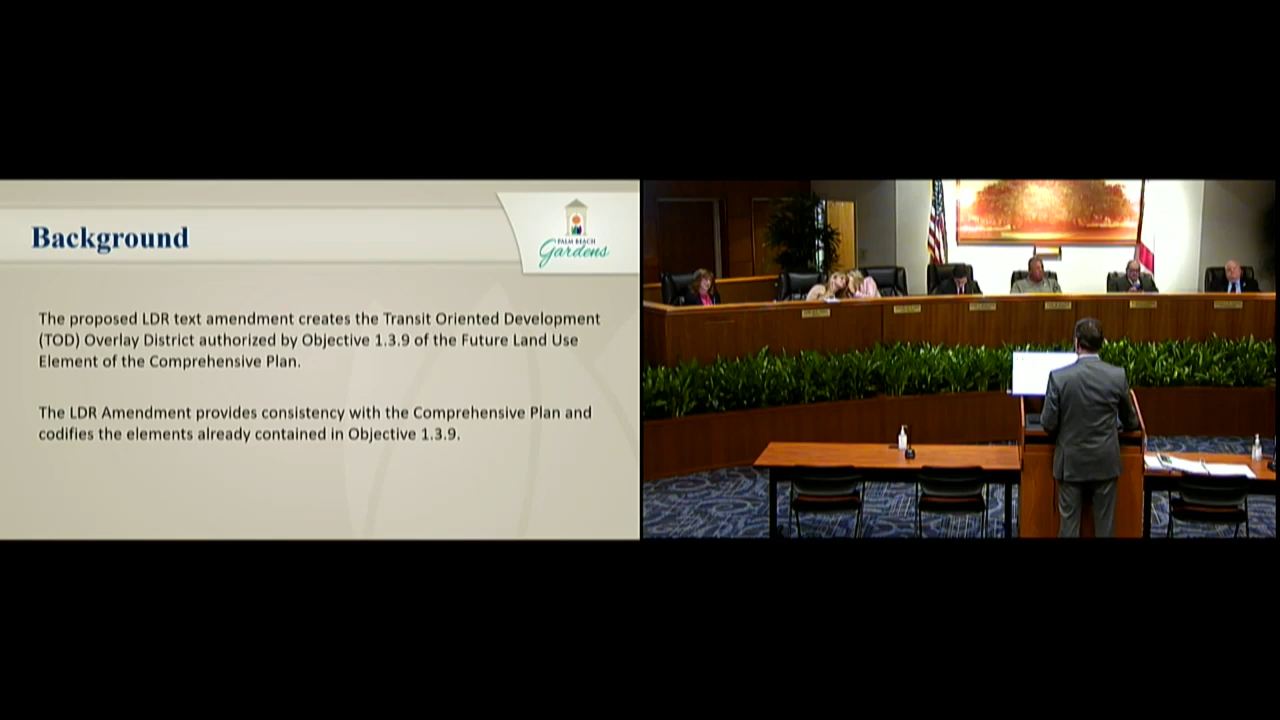 Background
PALM BEACH
Gardens
The proposed LDR text amendment creates the Transit Oriented Development
(TOD) Overlay District authorized by Objective 1.3.9 of the Future Land Use
Element of the Comprehensive Plan.
The LDR Amendment provides consistency with the Comprehensive Plan and
codifies the elements already contained in Objective 1.3.9.